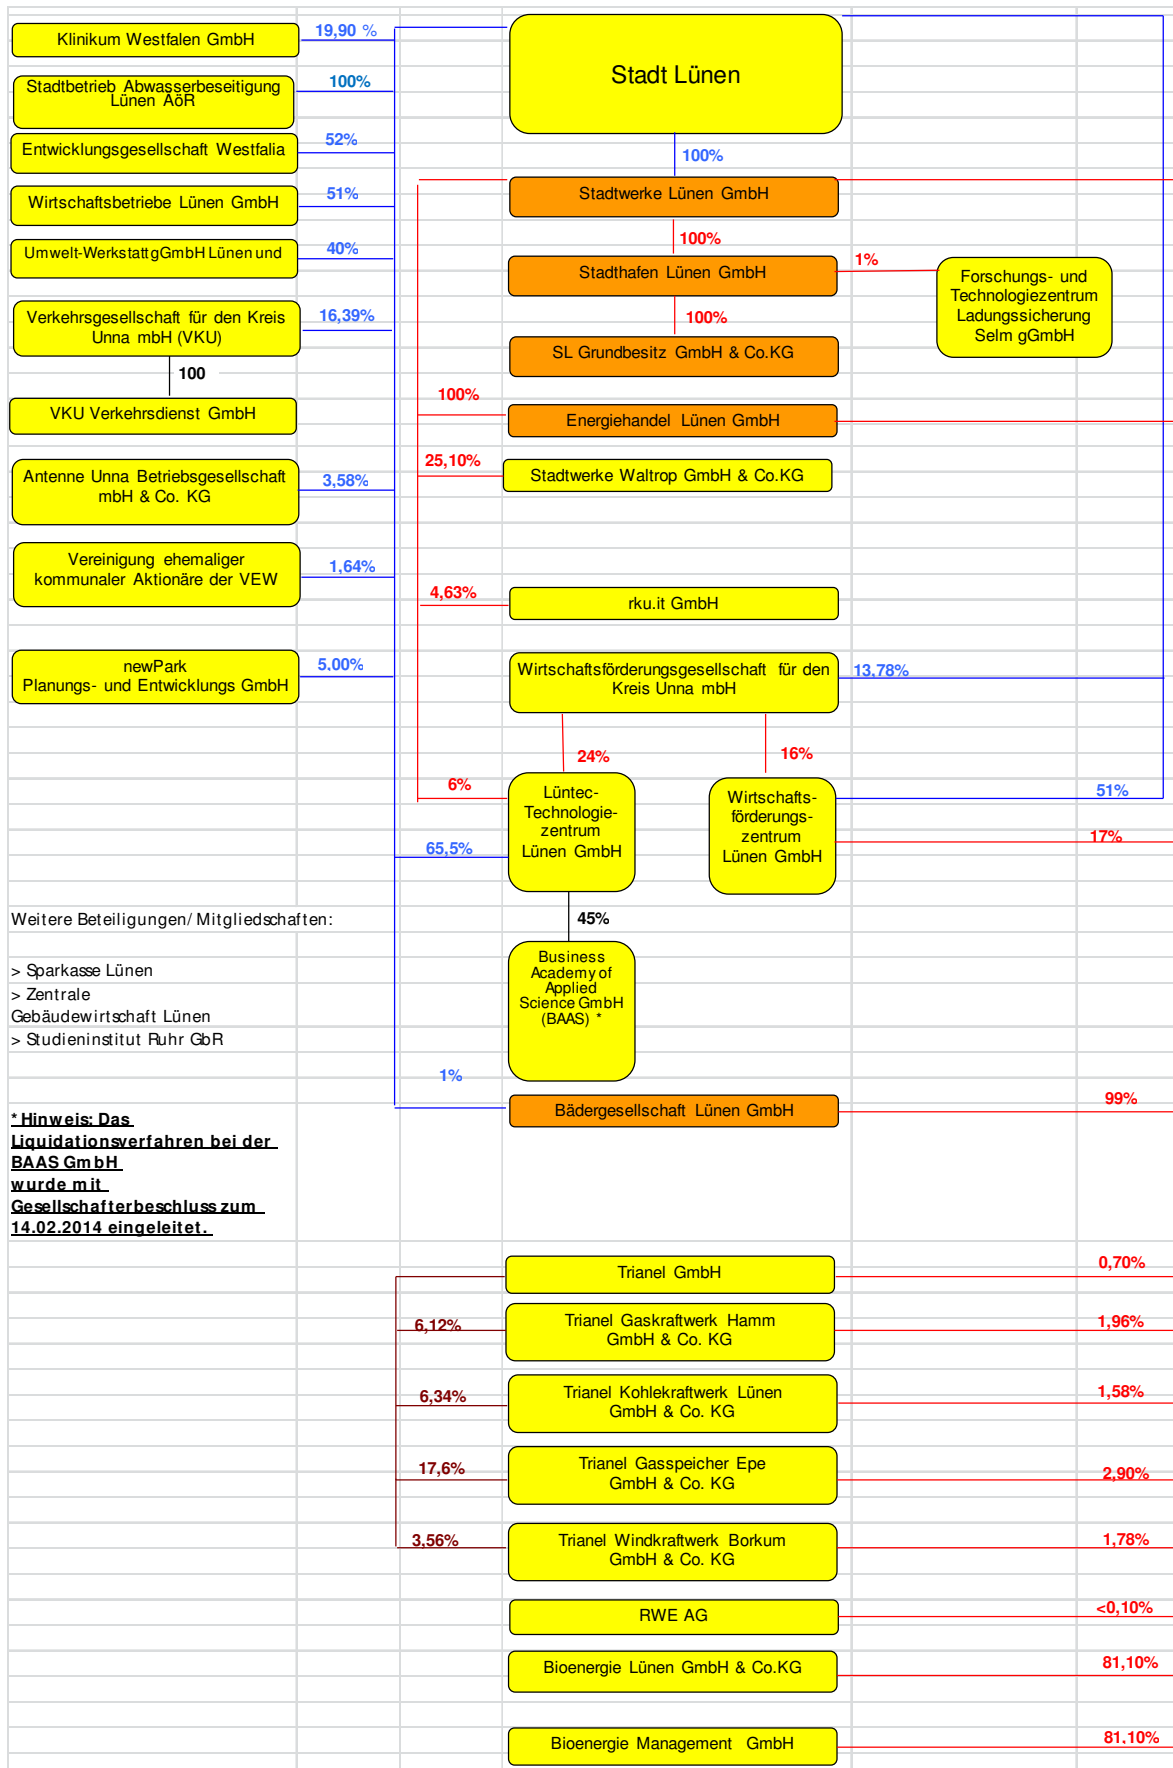 Klinikum Westfalen GmbH
19,90 %
Stadt Lünen
Stadtbetrieb Abwasserbeseitigung
Lünen AöR
100%
Entwicklungsgesellschaft Westfalia
52%
100%
Wirtschaftsbetriebe Lünen GmbH
51%
Stadtwerke Lünen GmbH
Umwelt-Werkstatt gGmbH Lünen und
40%
100%
Stadthafen Lünen GmbH
1%
Forschungs- und
Technologiezentrum
Ladungssicherung
Selm gGmbH
Verkehrsgesellschaft für den Kreis
Unna mbH (VKU)
16,39%
100%
SL Grundbesitz GmbH & Co.KG
100
VKU Verkehrsdienst GmbH
100%
Energiehandel Lünen GmbH
Antenne Unna Betriebsgesellschaft
mbH & Co. KG
3,58%
25,10%
Stadtwerke Waltrop GmbH & Co.KG
Vereinigung ehemaliger
kommunaler Aktionäre der VEW
1,64%
4,63%
rku.it GmbH
newPark
Planungs- und Entwicklungs GmbH
5,00%
Wirtschaftsförderungsgesellschaft für den
Kreis Unna mbH
13,78%
24%
16%
6%
Lüntec-
Technologie-
zentrum
Lünen GmbH
Wirtschafts-
förderungs-
zentrum
Lünen GmbH
51%
17%
65,5%
Weitere Beteiligungen/ Mitgliedschaften:
45%
> Sparkasse Lünen
> Zentrale
Gebäudewirtschaft Lünen
> Studieninstitut Ruhr GbR
Business
Academy of
Applied
Science GmbH
(BAAS) *
1%
Bädergesellschaft Lünen GmbH
99%
* Hinweis: Das
Liquidationsverfahren bei der
BAAS GmbH
wurde mit
Gesellschafterbeschluss zum
14.02.2014 eingeleitet.
Trianel GmbH
0,70%
6,12%
Trianel Gaskraftwerk Hamm
GmbH & Co. KG
1,96%
6,34%
Trianel Kohlekraftwerk Lünen
GmbH & Co. KG
1,58%
17,6%
Trianel Gasspeicher Epe
GmbH & Co. KG
2,90%
3,56%
Trianel Windkraftwerk Borkum
GmbH & Co. KG
1,78%
RWE AG
<0,10%
Bioenergie Lünen GmbH & Co.KG
81,10%
Bioenergie Management GmbH
81,10%